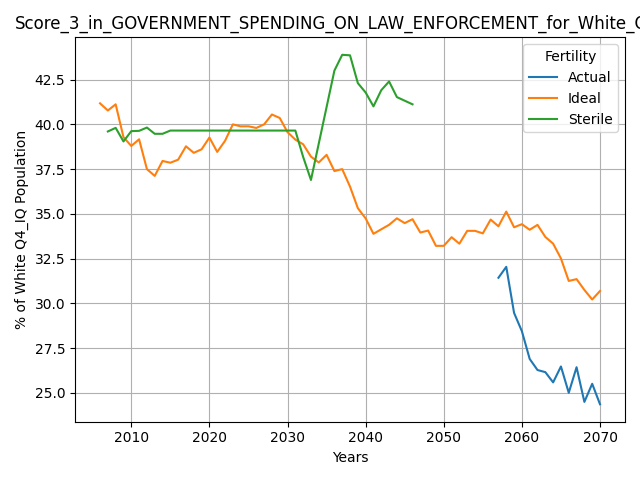 Score_3_in_GOVERNMENT_SPENDING_ON_LAW_ENFORCEMENT_for_White_
% of White Q4_IQ Population
42.5
40.0
37.5
35.0
32.5
30.0
27.5
25.0
Fertility
Actual
Ideal
Sterile
2010 2020 2030 2040 2050 2060 2070
Years